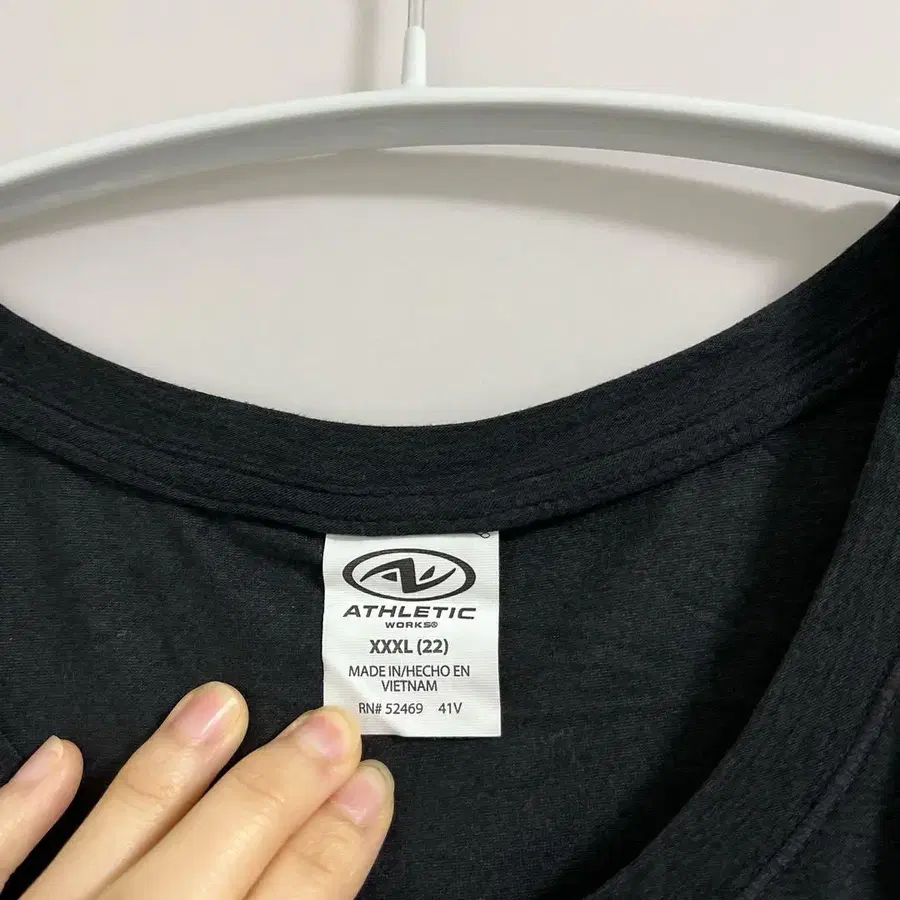 ATHLETIC
WORKS®
XXXL (22)
MADE IN/HECHO EN
VIETNAM
RN# 52469 41V